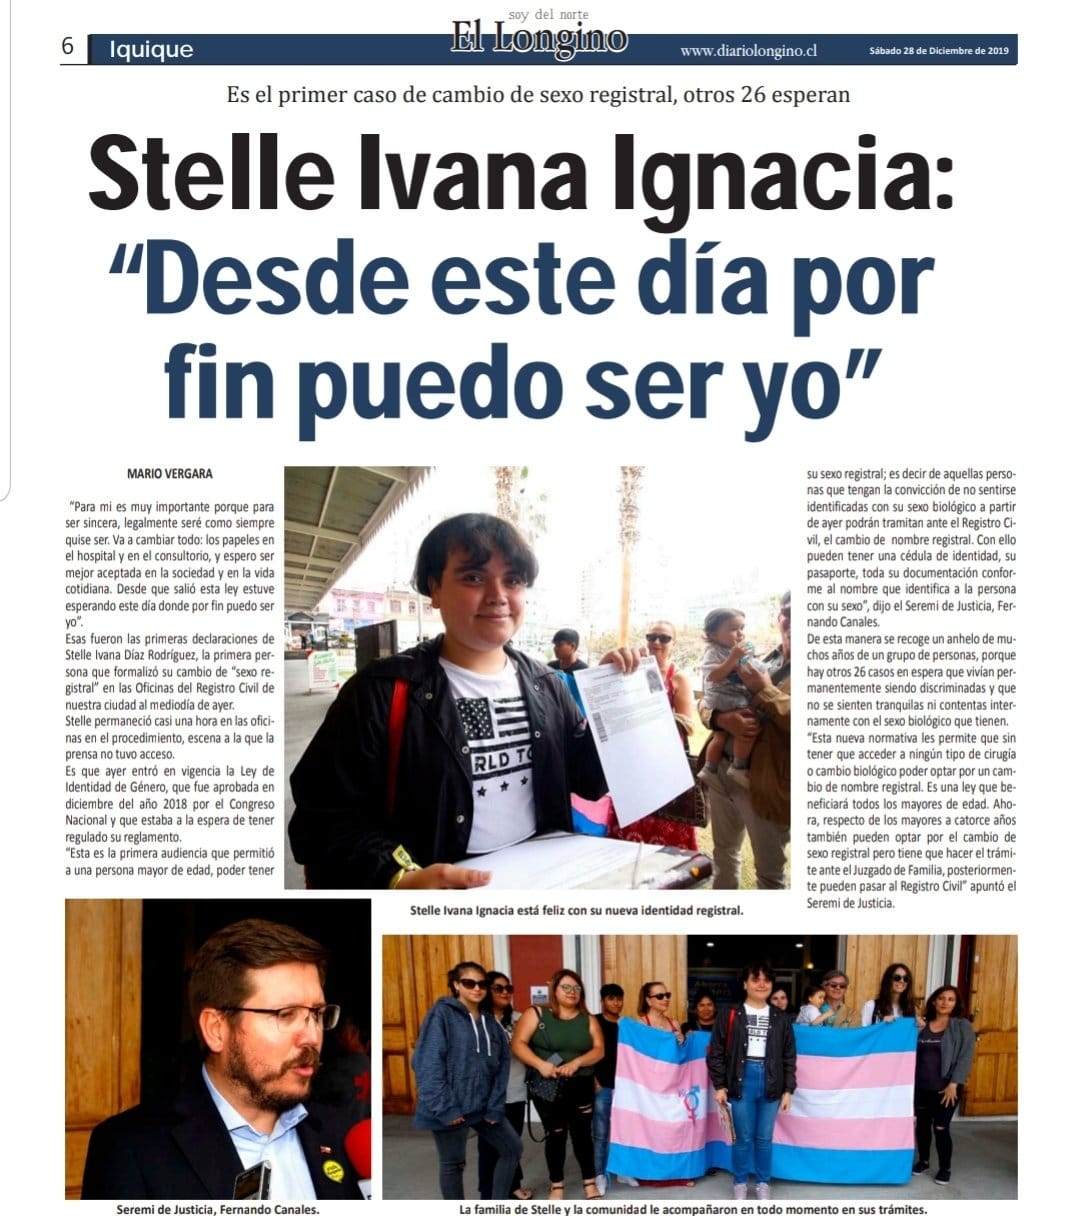 soy del norte
6 Iquique El Longino www.diariolongino.cl Sábado 28 de Diciembre de 2019
Es el primer caso de cambio de sexo registral, otros 26 esperan
Stelle Ivana Ignacia:
“Desde este día por
fin puedo ser yo”
MARIO VERGARA
“Para mi es muy importante porque para
ser sincera, legalmente seré como siempre
quise ser. Va a cambiar todo: los papeles en
el hospital y en el consultorio, y espero ser
mejor aceptada en la sociedad y en la vida
cotidiana. Desde que salió esta ley estuve
esperando este día donde por fin puedo ser
yo”.
Esas fueron las primeras declaraciones de
Stelle Ivana Díaz Rodríguez, la primera per-
sona que formalizó su cambio de “sexo re-
gistral” en las Oficinas del Registro Civil de
nuestra ciudad al mediodía de ayer.
Stelle permaneció casi una hora en las ofici-
nas en el procedimiento, escena a la que la
prensa no tuvo acceso.
Es que ayer entró en vigencia la Ley de
Identidad de Género, que fue aprobada en
diciembre del año 2018 por el Congreso
Nacional y que estaba a la espera de tener
regulado su reglamento.
“Esta es la primera audiencia que permitió
a una persona mayor de edad, poder tener
su sexo registral; es decir de aquellas perso-
nas que tengan la convicción de no sentirse
identificadas con su sexo biológico a partir
de ayer podrán tramitan ante el Registro Ci-
vil, el cambio de nombre registral. Con ello
pueden tener una cédula de identidad, su
pasaporte, toda su documentación confor-
me al nombre que identifica a la persona
con su sexo”, dijo el Seremi de Justicia, Fer-
nando Canales.
De esta manera se recoge un anhelo de mu-
chos años de un grupo de personas, porque
hay otros 26 casos en espera que vivían per-
manentemente siendo discriminadas y que
no se sienten tranquilas ni contentas inter-
namente con el sexo biológico que tienen.
“Esta nueva normativa les permite que sin
tener que acceder a ningún tipo de cirugía
o cambio biológico poder optar por un cam-
bio de nombre registral. Es una ley que be-
neficiará todos los mayores de edad. Aho-
ra, respecto de los mayores a catorce años
también pueden optar por el cambio de
sexo registral pero tiene que hacer el trámi-
te ante el Juzgado de Familia, posteriormen-
te pueden pasar al Registro Civil” apuntó el
Seremi de Justicia.
RLD TO
Stelle Ivana Ignacia está feliz con su nueva identidad registral.
Seremi de Justicia, Fernando Canales.
La familia de Stelle y la comunidad le acompañaron en todo momento en sus trámites.